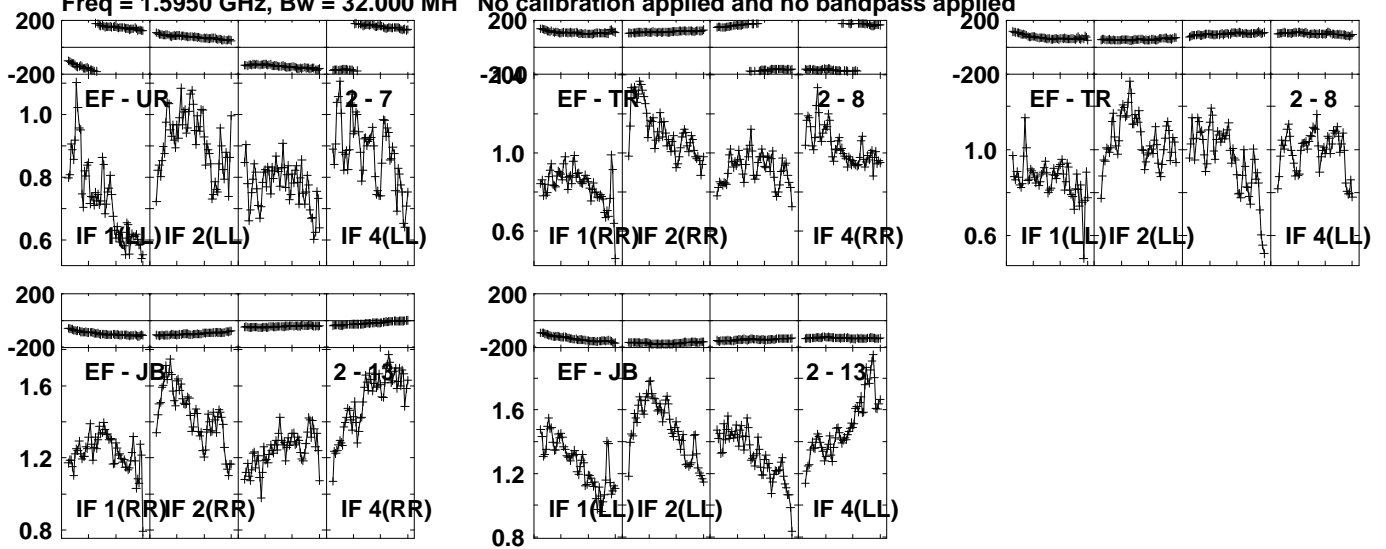 Freq = 1.5950 GHz, Bw = 32.000 MH No calibration applied and no bandpass applied
200
-200
EF - UR 2 - 7
1.0
0.8
0.6
IF 1(LL) IF 2(LL) IF 4(LL)
200
-200
1.4
EF - TR 2 - 8
1.0
0.6
IF 1(RR) IF 2(RR) IF 4(RR)
200
-200
EF - TR 2 - 8
1.0
0.6
IF 1(LL) IF 2(LL) IF 4(LL)
200
-200
EF - JB 2 - 13
1.6
1.2
0.8
IF 1(RR) IF 2(RR) IF 4(RR)
200
-200
EF - JB 2 - 13
1.6
1.2
0.8
IF 1(LL) IF 2(LL) IF 4(LL)